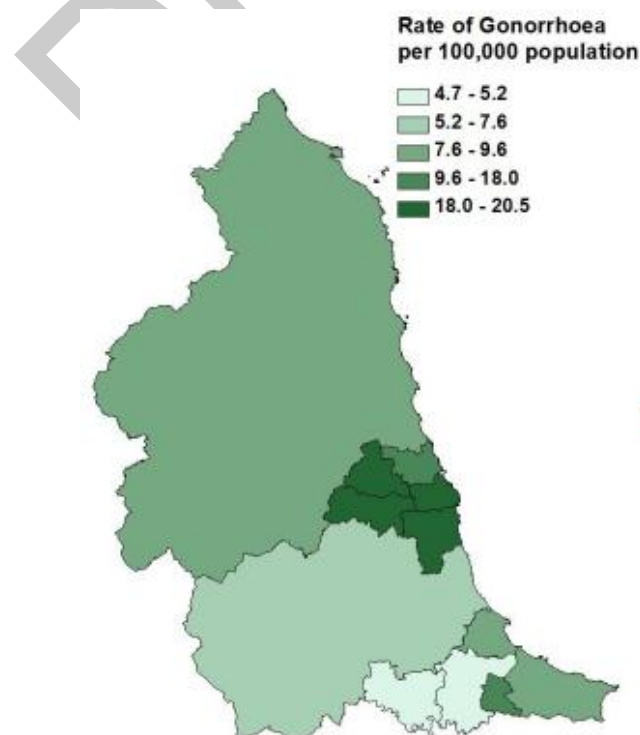 Rate of Gonorrhoea
per 100,000 population
4.7 - 5.2
5.2 - 7.6
7.6 - 9.6
9.6 - 18.0
18.0 - 20.5